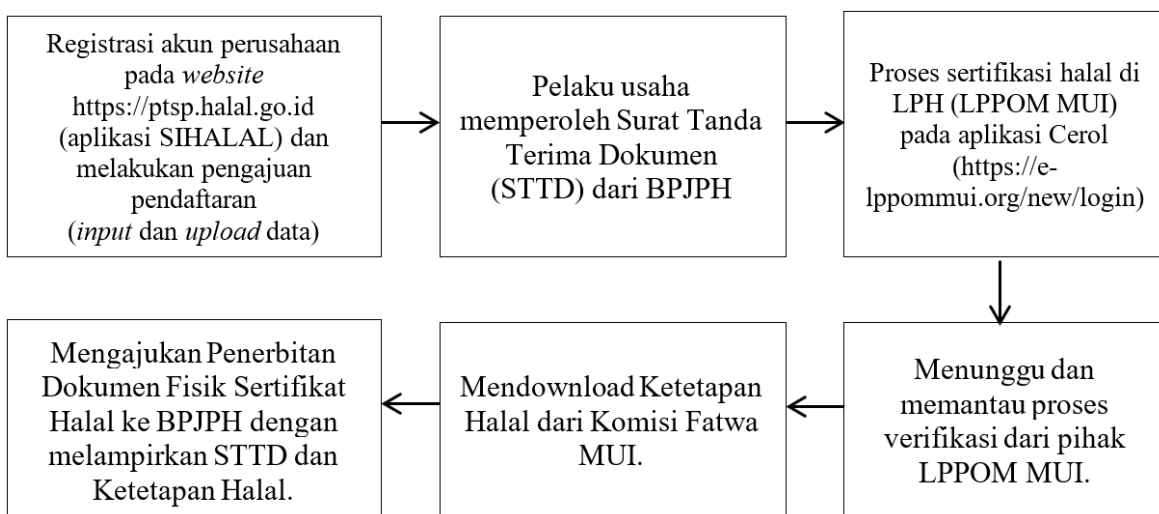 Registrasi akun perusahaan
pada website
https://ptsp.halal.go.id
(aplikasi SIHALAL) dan
melakukan pengajuan
pendaftaran
(input dan upload data)
Pelaku usaha
memperoleh Surat Tanda
Terima Dokumen
(STTD) dari BPJPH
Proses sertifikasi halal di
LPH (LPPOM MUI)
pada aplikasi Cerol
(https://e-
lppommui.org/new/login)
Menunggu dan
memantau proses
verifikasi dari pihak
LPPOM MUI.
Mendownload Ketetapan
Halal dari Komisi Fatwa
MUI.
Mengajukan Penerbitan
Dokumen Fisik Sertifikat
Halal ke BPJPH dengan
melampirkan STTD dan
Ketetapan Halal.